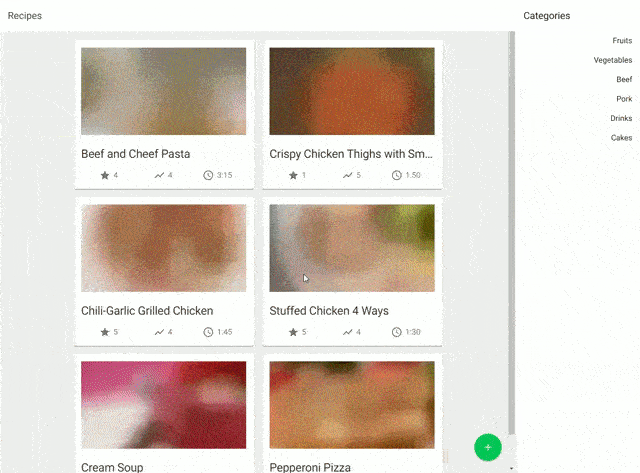 Recipes
Categories
Fruits
Vegetables
Beef
Pork
Drinks
Cakes
Beef and Cheef Pasta
4 4 3:15
Crispy Chicken Thighs with Sm...
1 5 1:50
Chili-Garlic Grilled Chicken
5 4 1:45
Stuffed Chicken 4 Ways
5 4 1:30
Cream Soup
Pepperoni Pizza
+